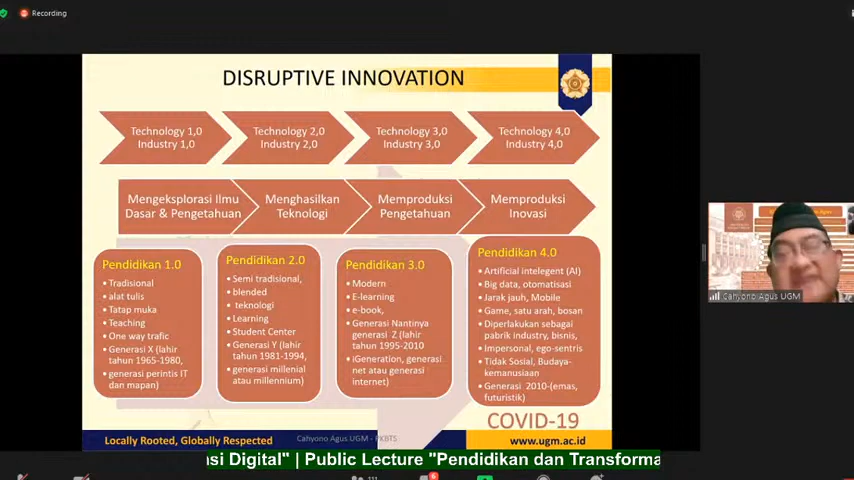 Recording
DISRUPTIVE INNOVATION
Technology 1,0
Industry 1,0
Technology 2,0
Industry 2,0
Technology 3,0
Industry 3,0
Technology 4,0
Industry 4,0
Mengeksplorasi Ilmu
Dasar & Pengetahuan
Menghasilkan
Teknologi
Memproduksi
Pengetahuan
Memproduksi
Inovasi
Pendidikan 1.0
• Tradisional
• alat tulis
• Tatap muka
• Teaching
• One way trafic
• Generasi X (lahir
tahun 1965-1980,
• generasi perintis IT
dan mapan)
Pendidikan 2.0
• Semi tradisional,
• blended
• teknologi
• Learning
• Student Center
• Generasi Y (lahir
tahun 1981-1994,
• generasi millenial
atau millennium)
Pendidikan 3.0
• Modern
• E-learning
• e-book,
• Generasi Nantinya
generasi Z (lahir
tahun 1995-2010
• iGeneration, generasi
net atau generasi
internet)
Pendidikan 4.0
• Artificial intelegent (AI)
• Big data, otomatisasi
• Jarak jauh, Mobile
• Game, satu arah, bosan
• Diperlakukan sebagai
pabrik industry, bisnis,
• Impersonal, ego-sentris
• Tidak Sosial, Budaya-
kemanusiaan
• Generasi 2010-(emas,
futuristik)
COVID-19
Locally Rooted, Globally Respected
Cahyono Agus UGM - PKBTS
www.ugm.ac.id
Cahyono Agus UGM
si Digital" | Public Lecture "Pendidikan dan Transforma
111